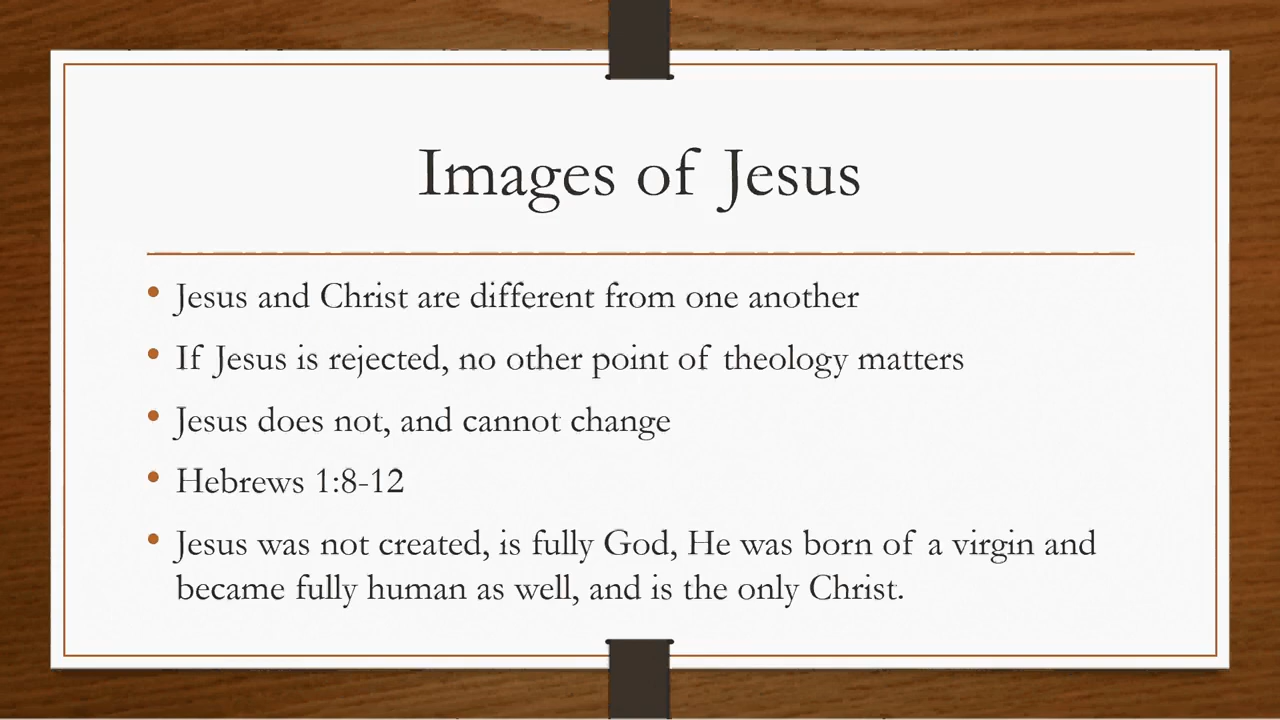 Images of Jesus
• Jesus and Christ are different from one another
• If Jesus is rejected, no other point of theology matters
• Jesus does not, and cannot change
• Hebrews 1:8-12
• Jesus was not created, is fully God, He was born of a virgin and
became fully human as well, and is the only Christ.